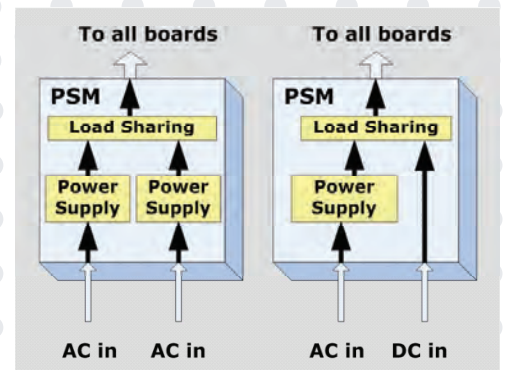 To all boards
PSM
Load Sharing
Power
Supply
Power
Supply
AC in
AC in
To all boards
PSM
Load Sharing
Power
Supply
AC in
DC in